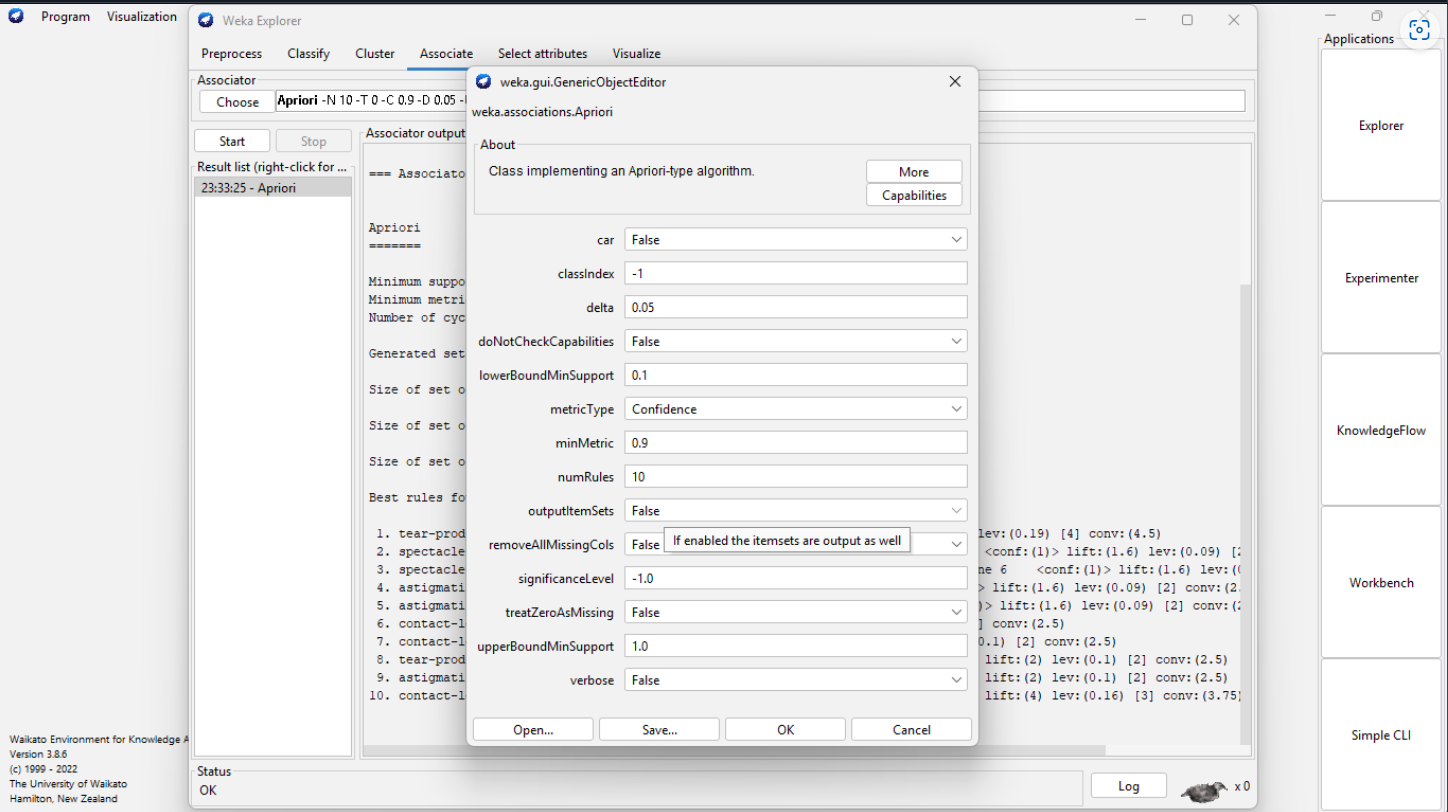 Program Visualization
Weka Explorer
Applications
Preprocess Classify Cluster Associate Select attributes Visualize
Associator
Choose Apriori -N 10 -T 0 -C 0.9 -D 0.05
Start Stop
Result list (right-click for ...
23:33:25 - Apriori
Associator output
=== Associato
Apriori
=======
Minimum suppo
Minimum metri
Number of cyc
Generated set
Size of set o
Size of set o
Size of set o
Best rules fo
1. tear-prod lev:(0.19) [4] conv:(4.5)
2. spectacle <conf:(1)> lift:(1.6) lev:(0.09) [2
3. spectacle ne 6 <conf:(1)> lift:(1.6) lev:(0
4. astigmati > lift:(1.6) lev:(0.09) [2] conv:(2.
5. astigmati )> lift:(1.6) lev:(0.09) [2] conv:(2
6. contact-l ] conv:(2.5)
7. contact-l 0.1) [2] conv:(2.5)
8. tear-prod lift:(2) lev:(0.1) [2] conv:(2.5)
9. astigmati lift:(2) lev:(0.1) [2] conv:(2.5)
10. contact-l lift:(4) lev:(0.16) [3] conv:(3.75)
weka.gui.GenericObjectEditor
weka.associations.Apriori
About
Class implementing an Apriori-type algorithm.
More
Capabilities
car False
classIndex -1
delta 0.05
doNotCheckCapabilities False
lowerBoundMinSupport 0.1
metricType Confidence
minMetric 0.9
numRules 10
outputItemSets False
If enabled the itemsets are output as well
removeAllMissingCols False
significanceLevel -1.0
treatZeroAsMissing False
upperBoundMinSupport 1.0
verbose False
Open... Save... OK Cancel
Explorer
Experimenter
KnowledgeFlow
Workbench
Simple CLI
Waikato Environment for Knowledge A
Version 3.8.6
(c) 1999 - 2022
The University of Waikato
Hamilton, New Zealand
Status
OK
Log x 0